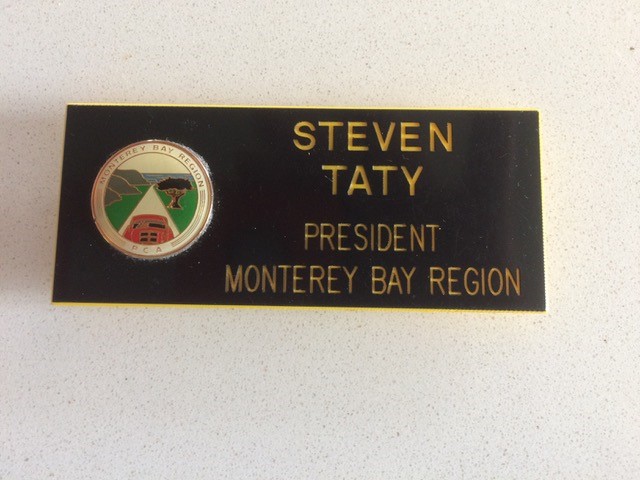 MONTEREY BAY REGION
PCA
STEVEN
TATY
PRESIDENT
MONTEREY BAY REGION